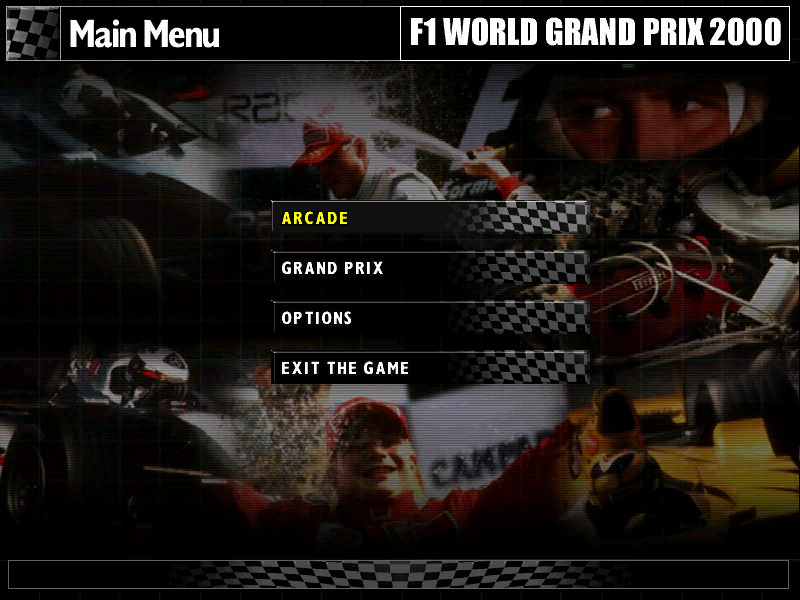 Main Menu
F1 WORLD GRAND PRIX 2000
ARCADE
GRAND PRIX
OPTIONS
EXIT THE GAME